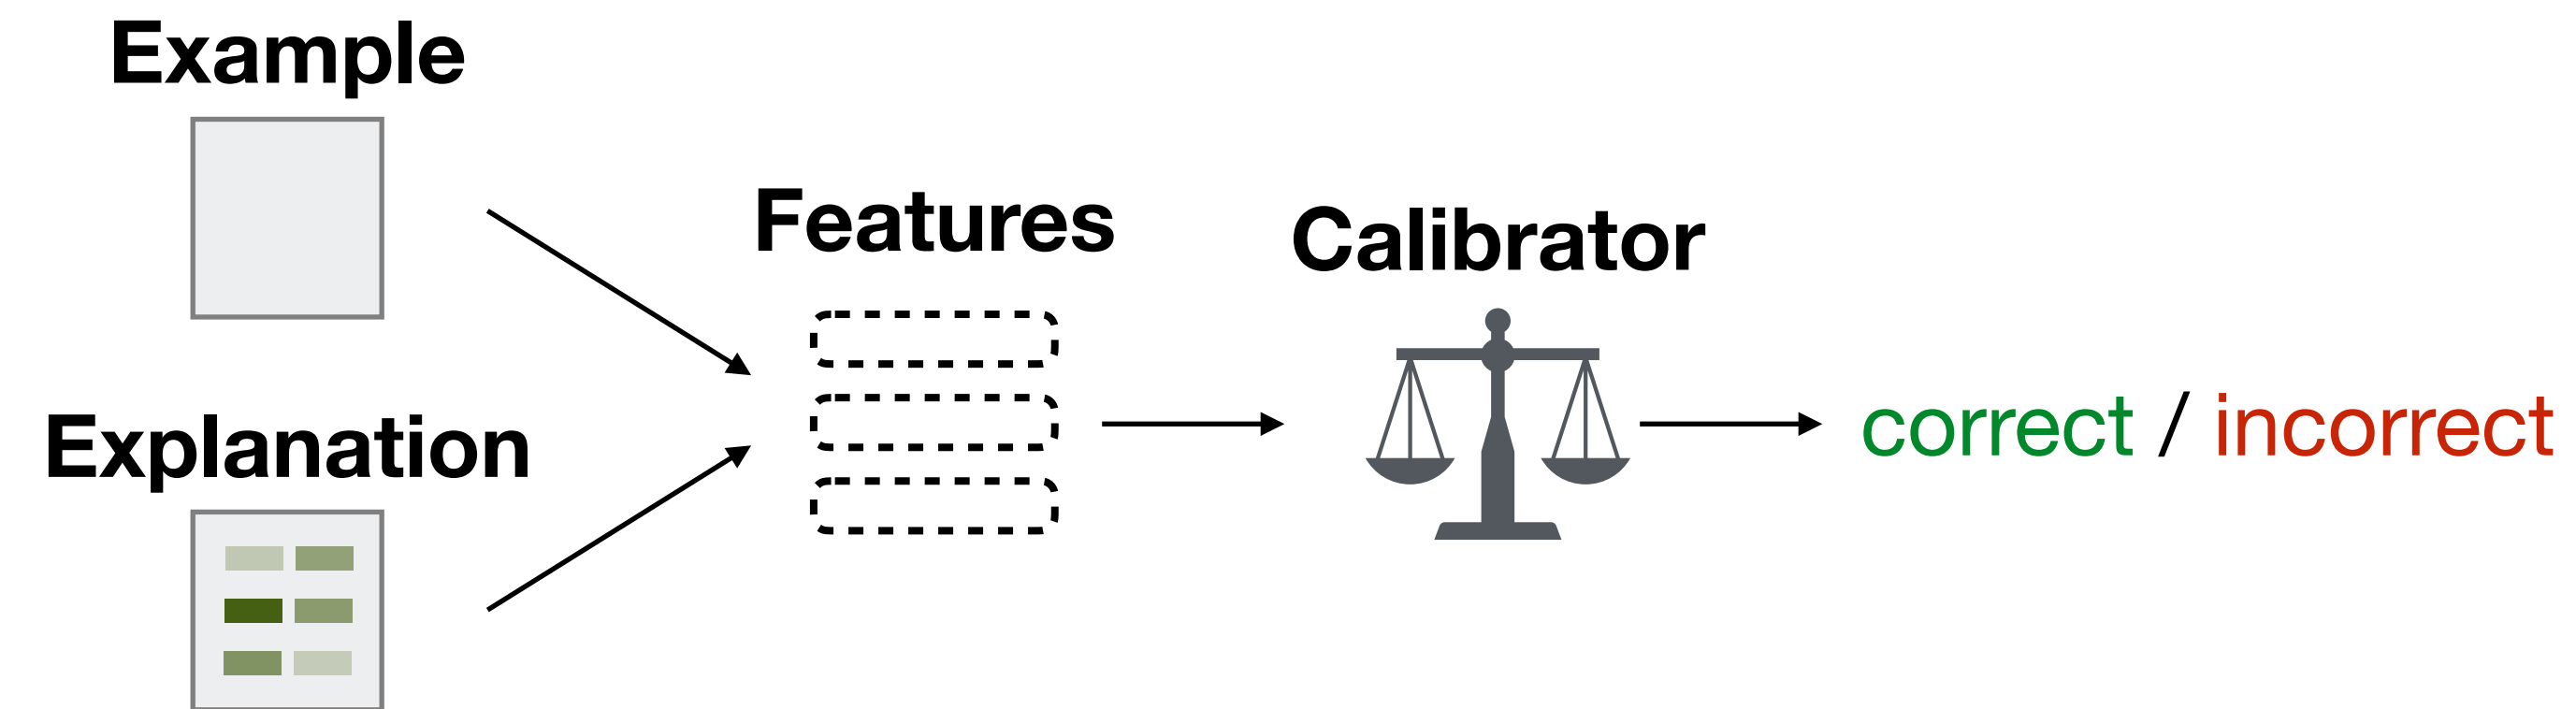 Example
Explanation
Features
Calibrator
correct / incorrect